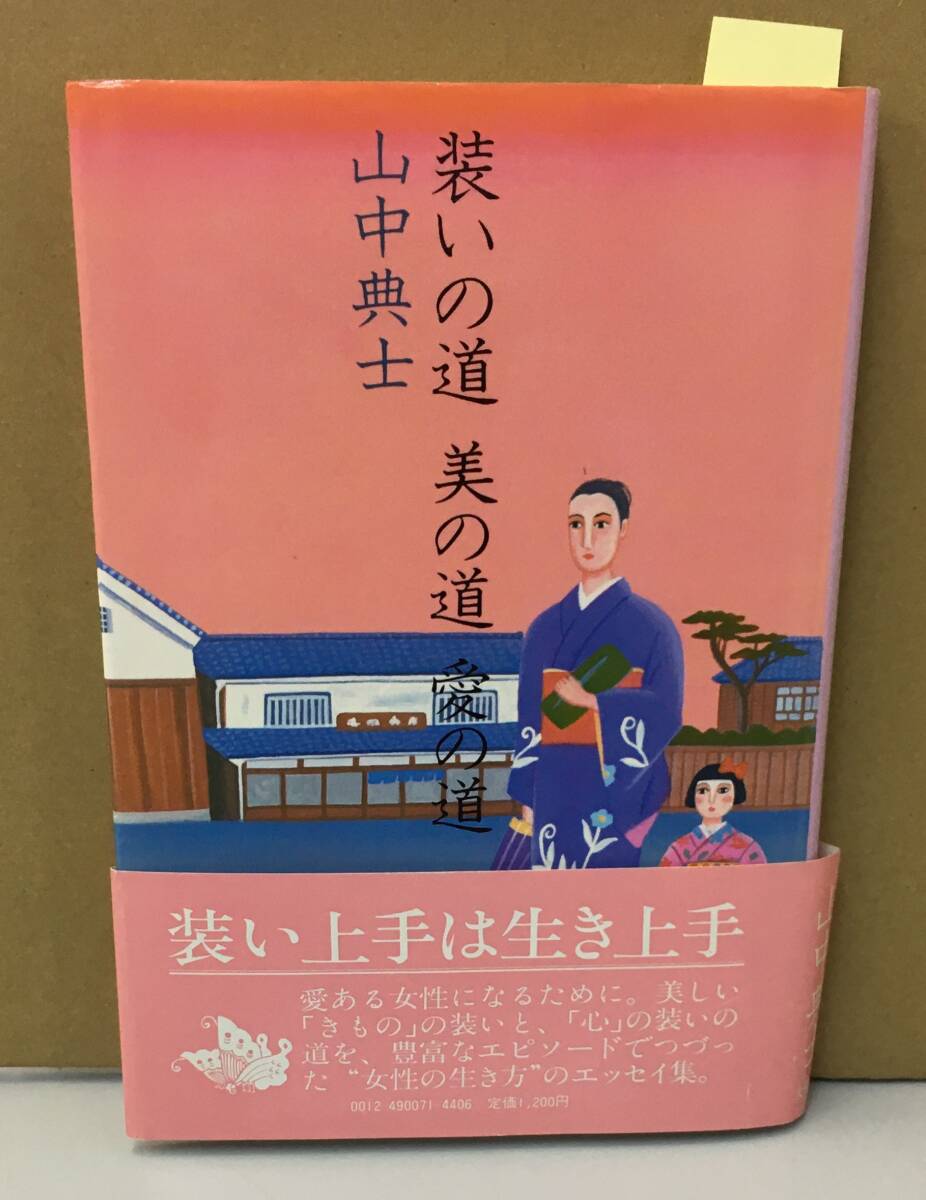 装いの道 美の道 愛の道
山中典士
装い上手は生き上手
愛ある女性になるために。美しい
「きもの」の装いと、「心」の装いの
道を、豊富なエピソードでつづっ
た“女性の生き方”のエッセイ集。
0012-490071-4406 定価1,200円